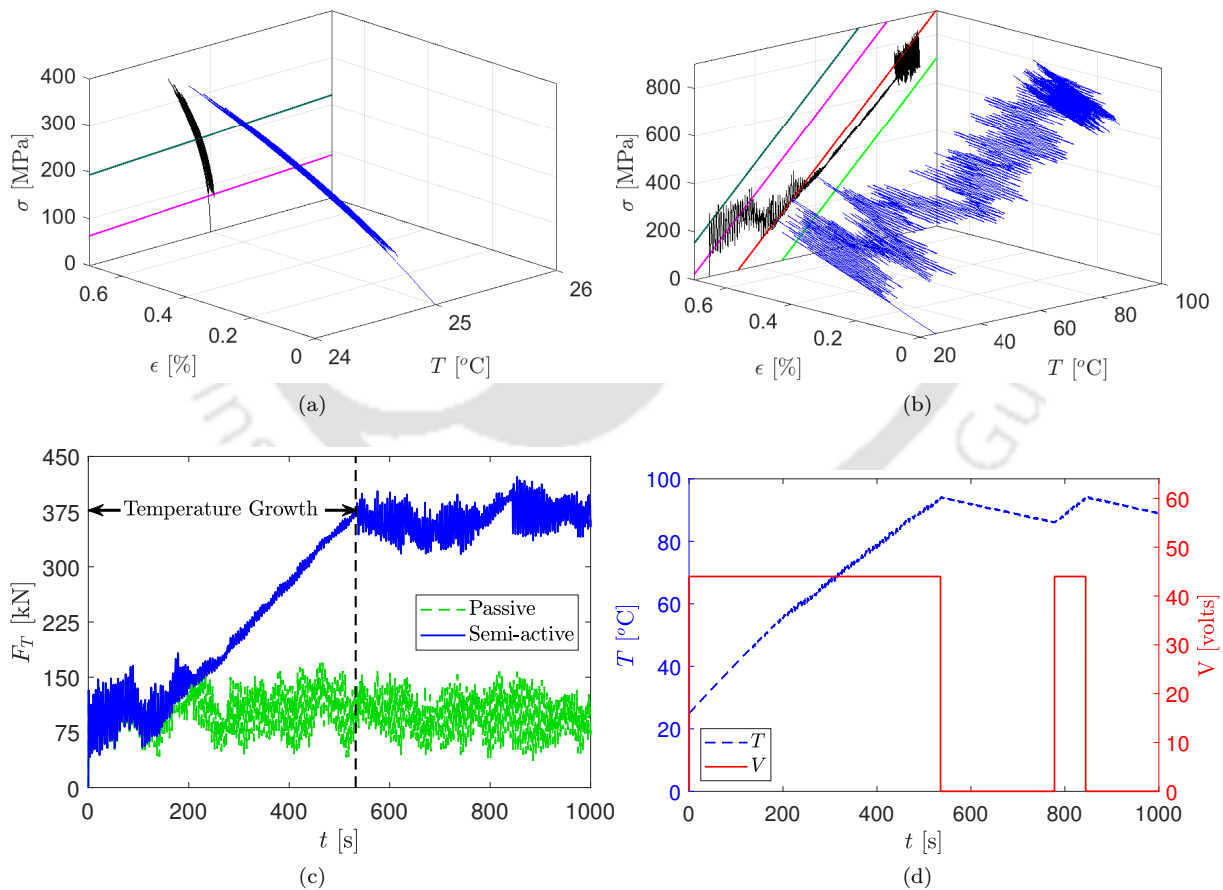 400
300
200
100
0
σ [MPa]
0.6
0.4
0.2
0
ϵ [%]
24
25
26
T [°C]
(a)
800
600
400
200
0
σ [MPa]
0.6
0.4
0.2
0
ϵ [%]
20
40
60
80
100
T [°C]
(b)
Ins
Gu
450
375
300
225
150
75
0
F_T [kN]
Temperature Growth
Passive
Semi-active
0 200 400 600 800 1000
t [s]
(c)
100
80
60
40
20
0
T [°C]
60
50
40
30
20
10
0
V [volts]
T
V
0 200 400 600 800 1000
t [s]
(d)